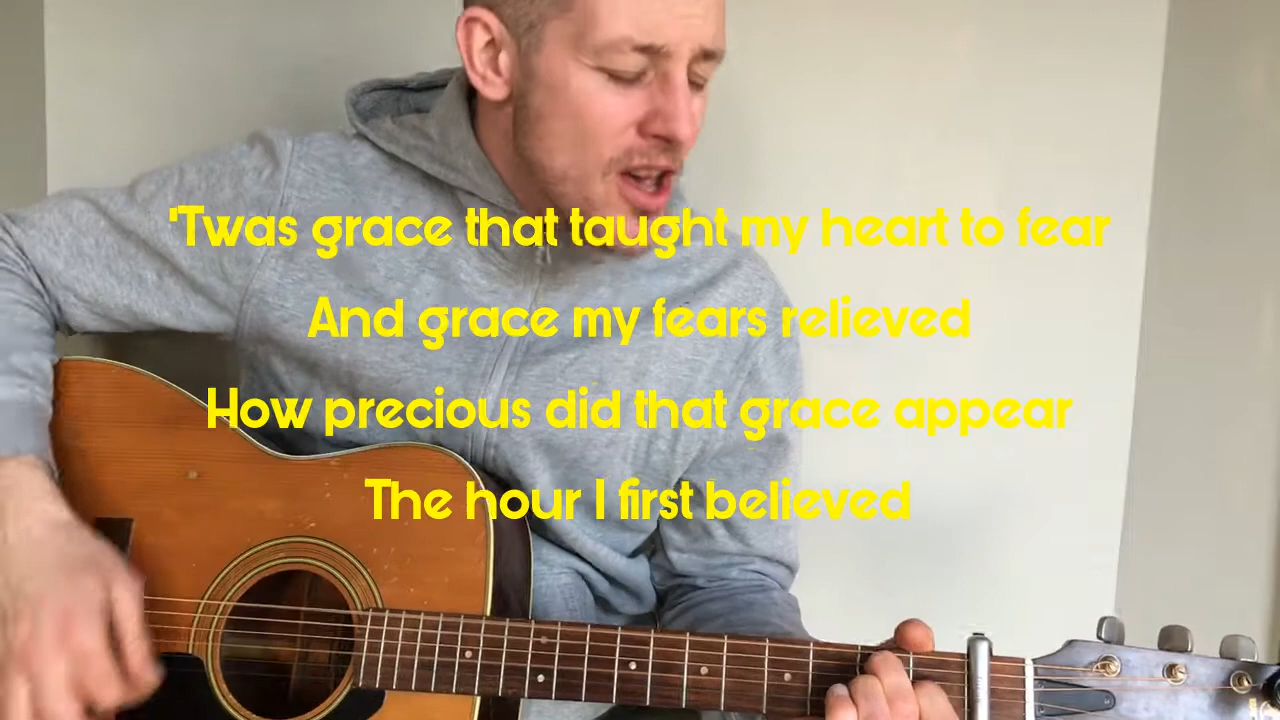 'Twas grace that taught my heart to fear
And grace my fears relieved
How precious did that grace appear
The hour I first believed